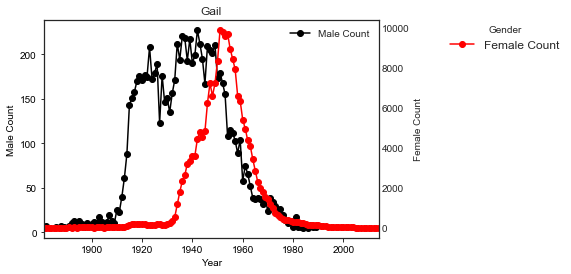 Gail
Male Count
Gender
Female Count
200
150
100
50
0
Male Count
10000
8000
6000
4000
2000
0
Female Count
1900
1920
1940
1960
1980
2000
Year